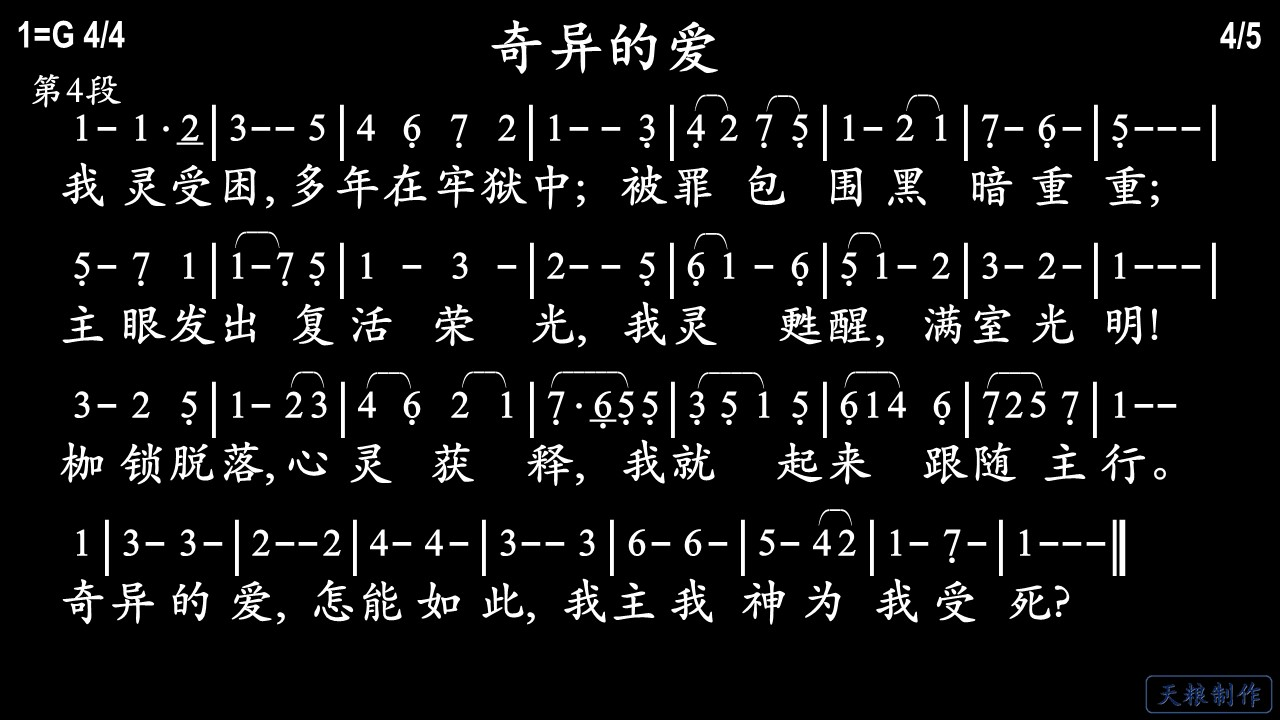 1=G 4/4
奇异的爱
4/5
第4段
1- 1·2|3--5|4 6 7 2|1--3|4 2 7 5|1-2 1|7-6-|5---|
我灵受困,多年在牢狱中;被罪包围黑暗重重;
5-7 1|1-7 5|1-3-|2--5|6 1-6|5 1-2|3-2-|1---|
主眼发出复活荣光,我灵甦醒,满室光明!
3-2 5|1-2 3|4 6 2 1|7·6 5 5|3 5 1 5|6 1 4 6|7 2 5 7|1--
枷锁脱落,心灵获释,我就起来跟随主行。
1|3-3-|2--2|4-4-|3--3|6-6-|5-4 2|1-7-|1---‖
奇异的爱,怎能如此,我主我神为我受死?
天粮制作